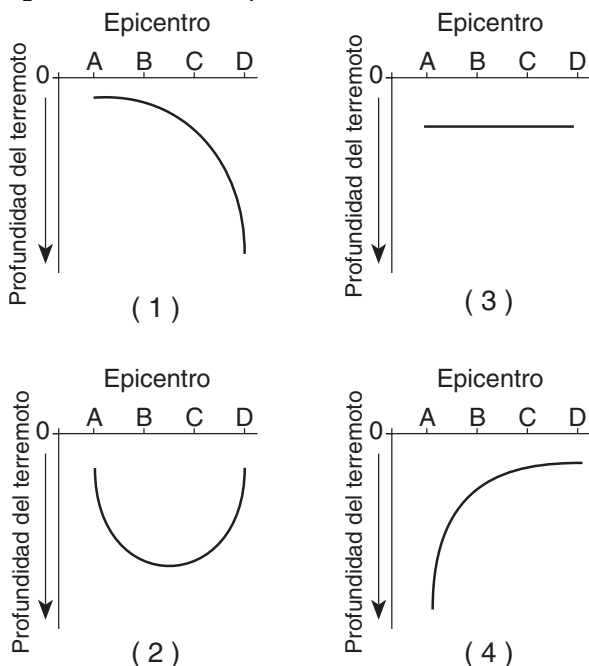 Epicentro
A B C D
0
Profundidad del terremoto
( 1 )
Epicentro
A B C D
0
Profundidad del terremoto
( 3 )
Epicentro
A B C D
0
Profundidad del terremoto
( 2 )
Epicentro
A B C D
0
Profundidad del terremoto
( 4 )